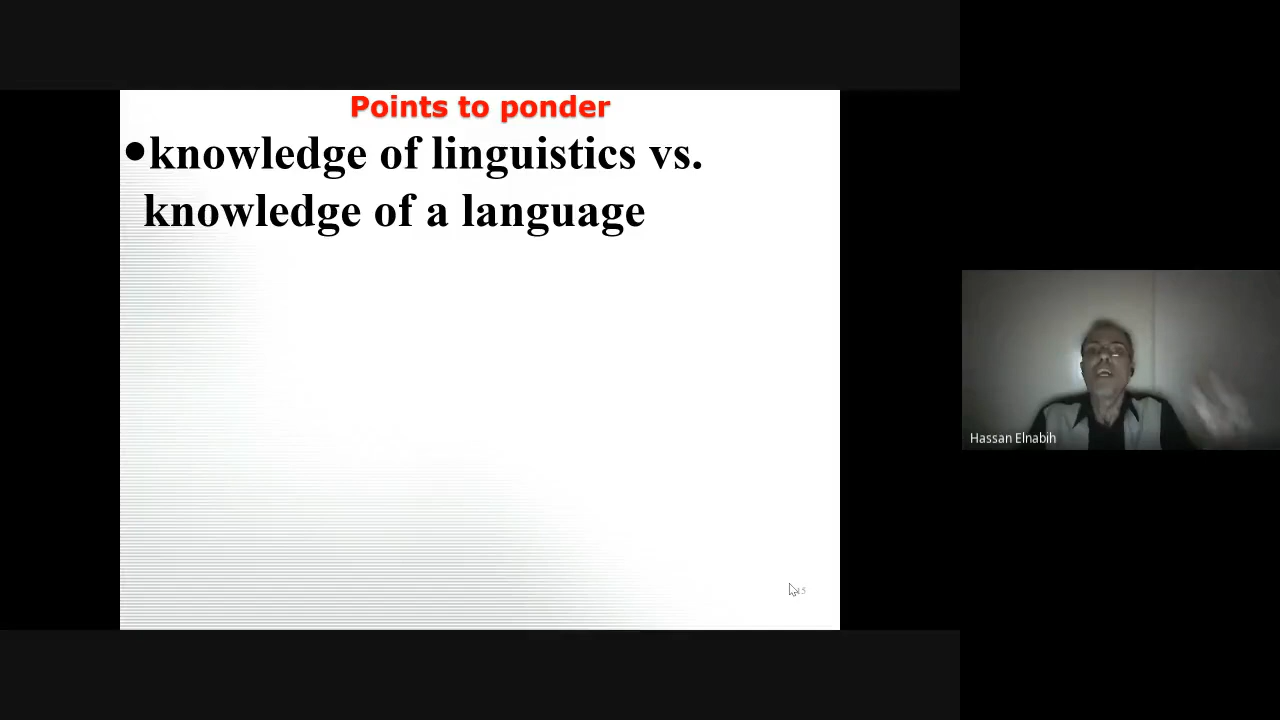 Points to ponder
•knowledge of linguistics vs.
knowledge of a language
Hassan Elnabih